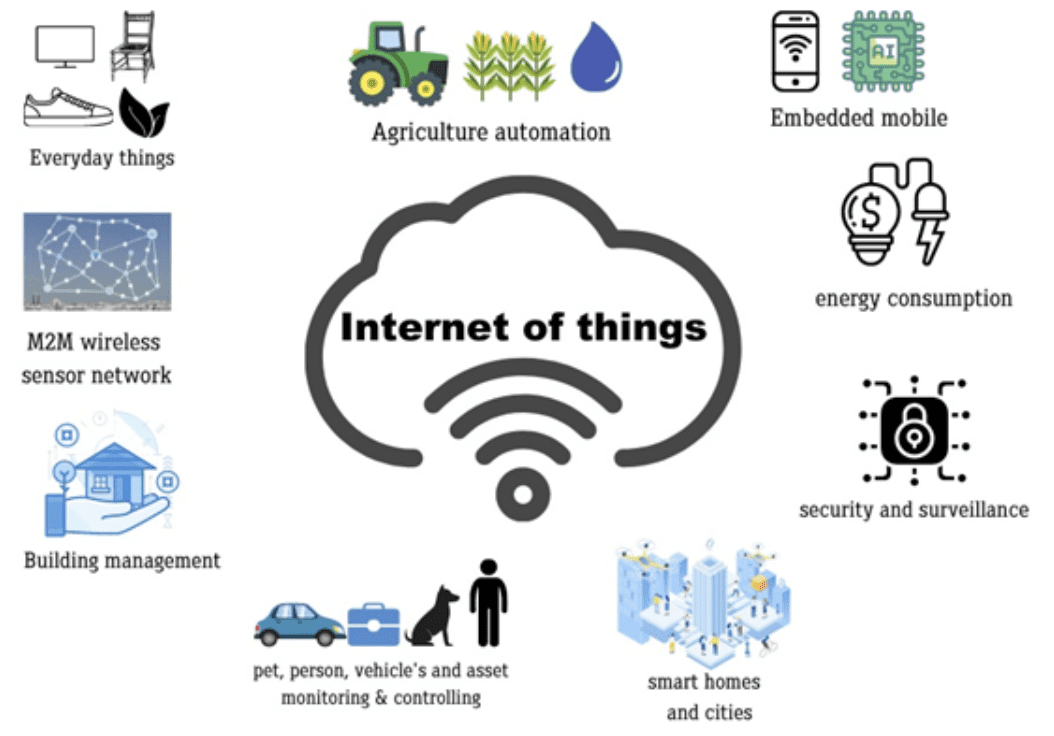 Everyday things
Agriculture automation
AI
Embedded mobile
M2M wireless
sensor network
Internet of things
$
energy consumption
Building management
security and surveillance
pet, person, vehicle's and asset
monitoring & controlling
smart homes
and cities